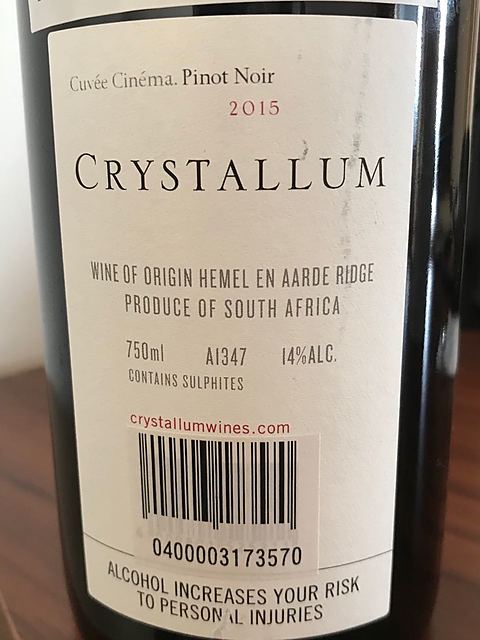 Cuvée Cinéma. Pinot Noir
2015
CRYSTALLUM
WINE OF ORIGIN HEMEL EN AARDE RIDGE
PRODUCE OF SOUTH AFRICA
750ml A1347 14%ALC.
CONTAINS SULPHITES
crystallumwines.com
0400003173570
ALCOHOL INCREASES YOUR RISK
TO PERSONAL INJURIES